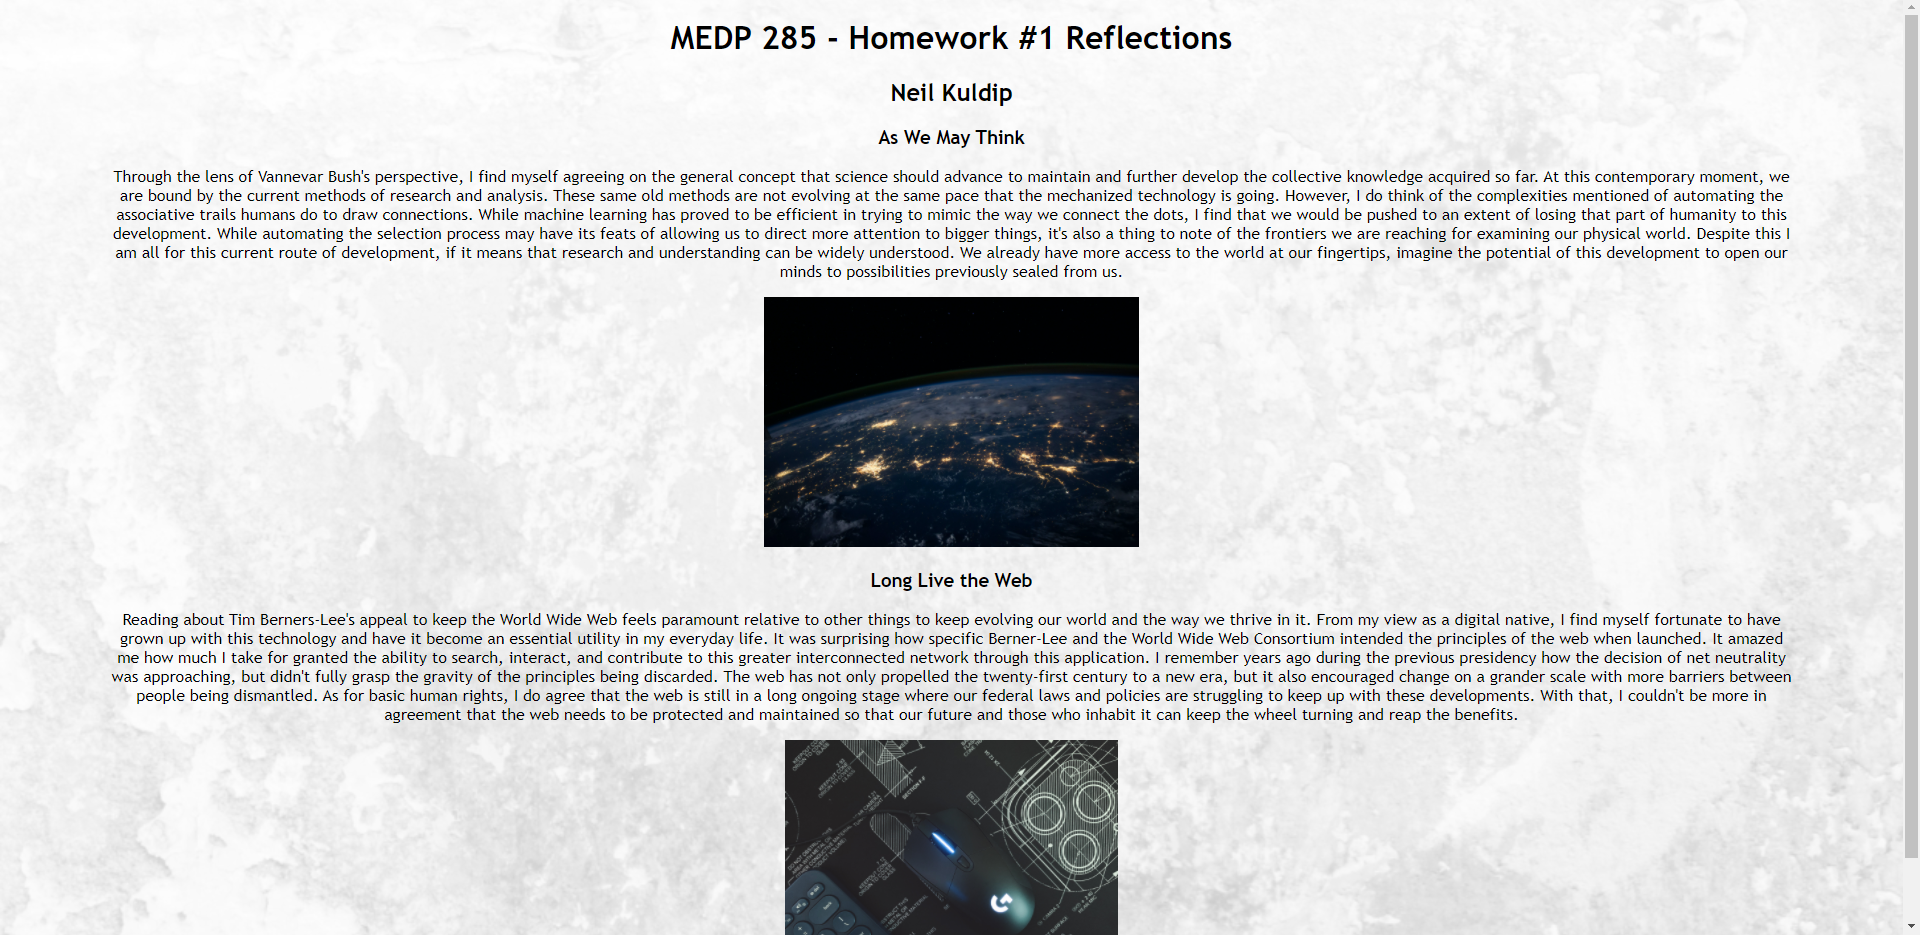 MEDP 285 - Homework #1 Reflections
Neil Kuldip
As We May Think
Through the lens of Vannevar Bush's perspective, I find myself agreeing on the general concept that science should advance to maintain and further develop the collective knowledge acquired so far. At this contemporary moment, we
are bound by the current methods of research and analysis. These same old methods are not evolving at the same pace that the mechanized technology is going. However, I do think of the complexities mentioned of automating the
associative trails humans do to draw connections. While machine learning has proved to be efficient in trying to mimic the way we connect the dots, I find that we would be pushed to an extent of losing that part of humanity to this
development. While automating the selection process may have its feats of allowing us to direct more attention to bigger things, it's also a thing to note of the frontiers we are reaching for examining our physical world. Despite this I
am all for this current route of development, if it means that research and understanding can be widely understood. We already have more access to the world at our fingertips, imagine the potential of this development to open our
minds to possibilities previously sealed from us.
Long Live the Web
Reading about Tim Berners-Lee's appeal to keep the World Wide Web feels paramount relative to other things to keep evolving our world and the way we thrive in it. From my view as a digital native, I find myself fortunate to have
grown up with this technology and have it become an essential utility in my everyday life. It was surprising how specific Berner-Lee and the World Wide Web Consortium intended the principles of the web when launched. It amazed
me how much I take for granted the ability to search, interact, and contribute to this greater interconnected network through this application. I remember years ago during the previous presidency how the decision of net neutrality
was approaching, but didn't fully grasp the gravity of the principles being discarded. The web has not only propelled the twenty-first century to a new era, but it also encouraged change on a grander scale with more barriers between
people being dismantled. As for basic human rights, I do agree that the web is still in a long ongoing stage where our federal laws and policies are struggling to keep up with these developments. With that, I couldn't be more in
agreement that the web needs to be protected and maintained so that our future and those who inhabit it can keep the wheel turning and reap the benefits.